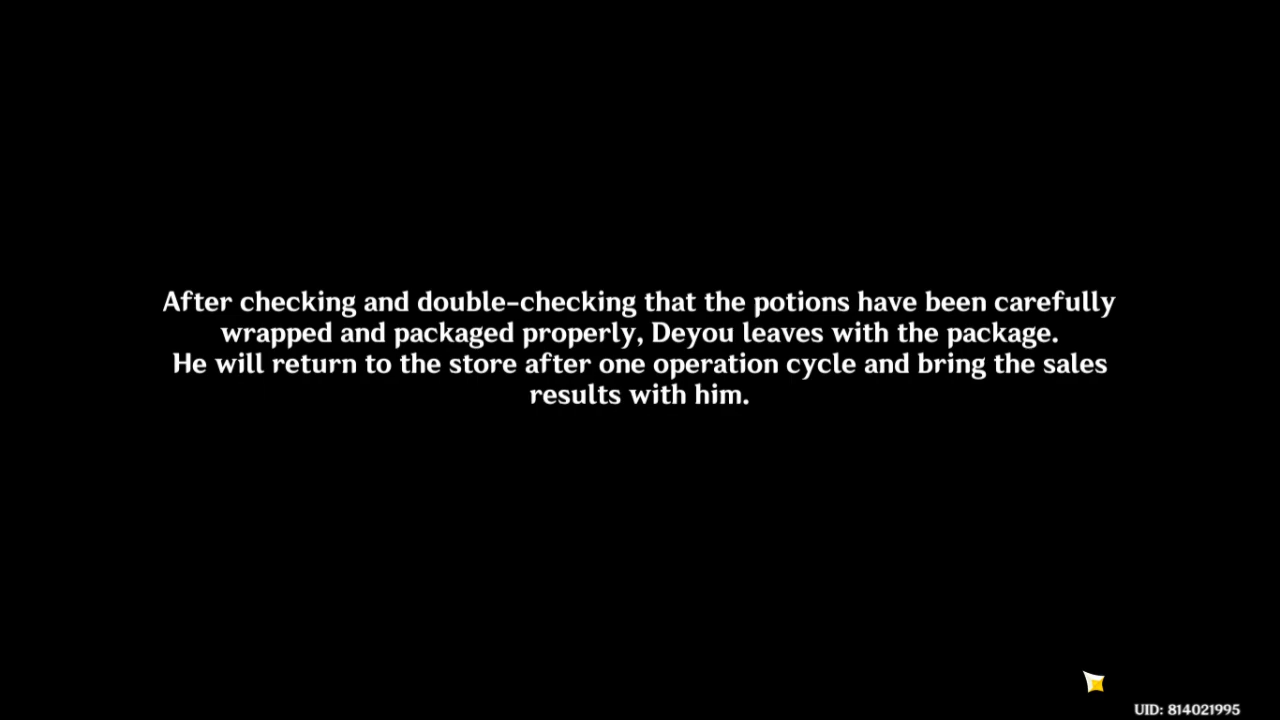 After checking and double-checking that the potions have been carefully
wrapped and packaged properly, Deyou leaves with the package.
He will return to the store after one operation cycle and bring the sales
results with him.
UID: 814021995